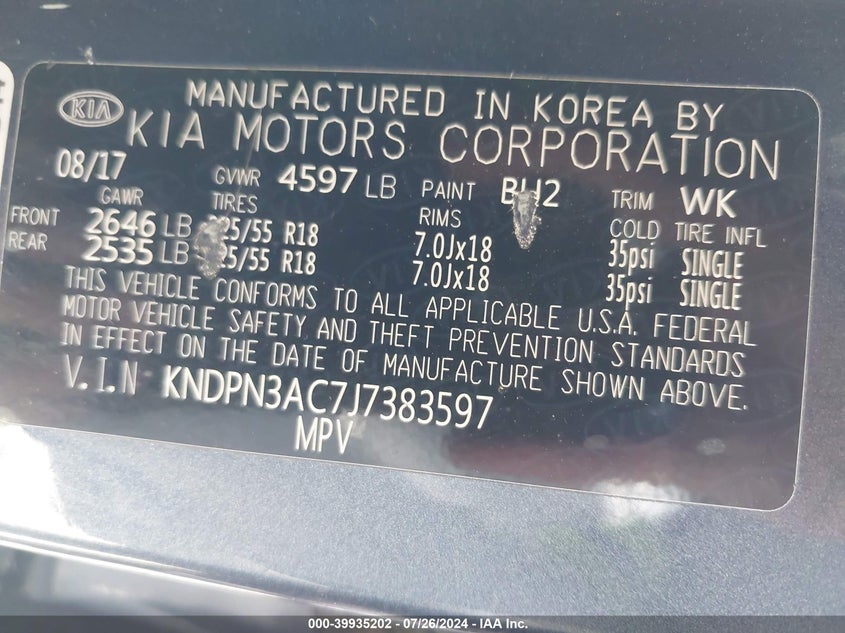 KIA
MANUFACTURED IN KOREA BY
KIA MOTORS CORPORATION
08/17 GVWR 4597 LB PAINT TRIM WK
GAWR TIRES RIMS COLD TIRE INFL
FRONT 2646 LB R18 7.0Jx18 35psi SINGLE
REAR 2535 LB R18 7.0Jx18 35psi SINGLE
THIS VEHICLE CONFORMS TO ALL APPLICABLE U.S.A. FEDERAL
MOTOR VEHICLE SAFETY AND THEFT PREVENTION STANDARDS
IN EFFECT ON THE DATE OF MANUFACTURE SHOWN ABOVE.
V.I.N KNDPN3AC7J7383597
MPV
000-39935202 - 07/26/2024 - IAA Inc.